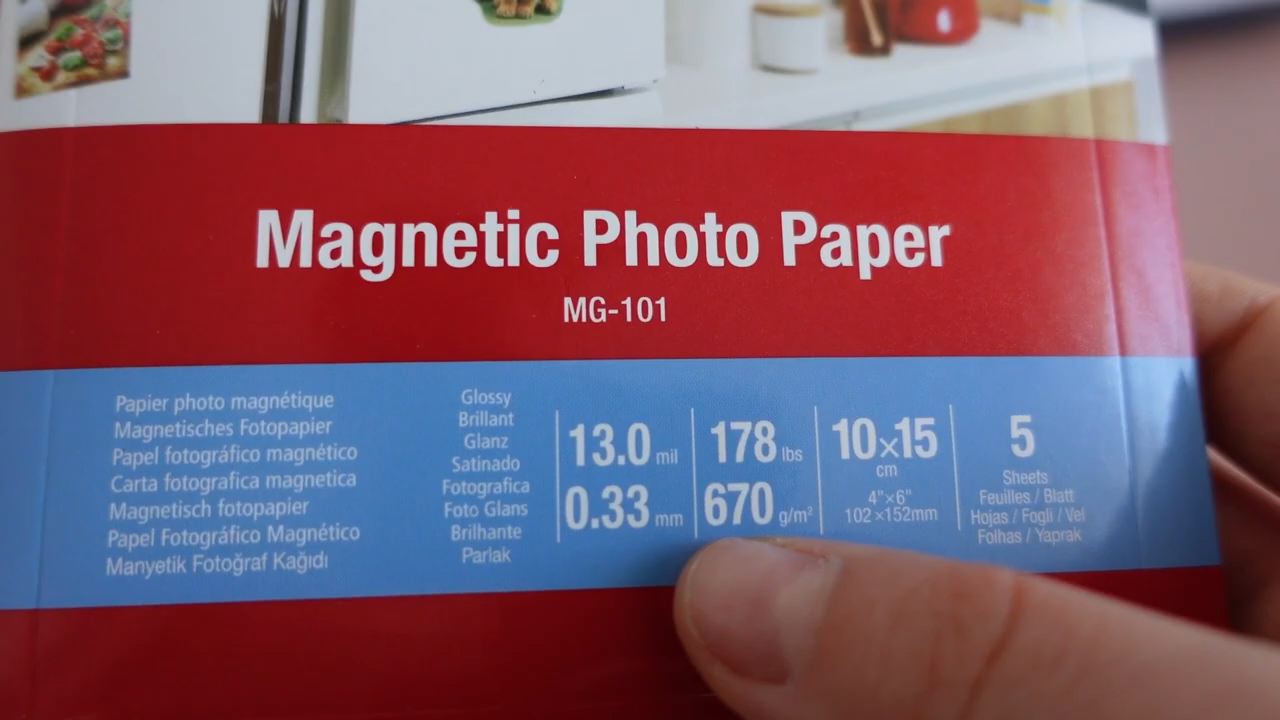 Magnetic Photo Paper
MG-101
Papier photo magnétique
Magnetisches Fotopapier
Papel fotográfico magnético
Carta fotografica magnetica
Magnetisch fotopapier
Papel Fotográfico Magnético
Manyetik Fotoğraf Kağıdı
Glossy
Brillant
Glanz
Satinado
Fotografica
Foto Glans
Brilhante
Parlak
13.0 mil
0.33 mm
178 lbs
670 g/m²
10×15
cm
4"×6"
102×152mm
5
Sheets
Feuilles / Blatt
Hojas / Fogli / Vel
Folhas / Yaprak